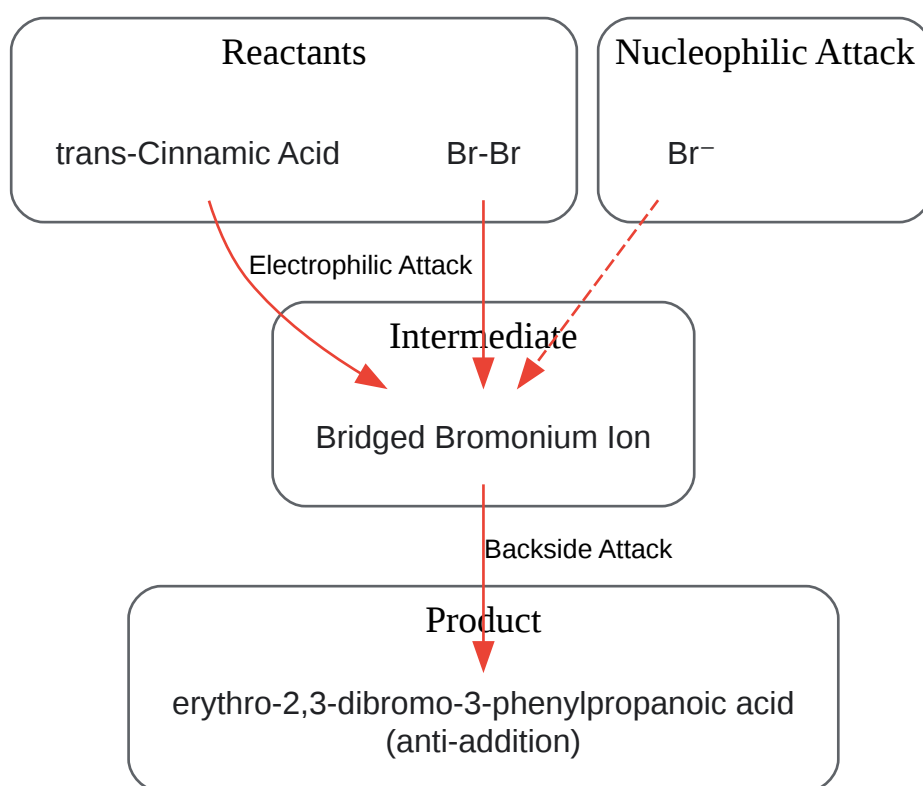 Reactants
Nucleophilic Attack
trans-Cinnamic Acid
Br-Br
Br⁻
Electrophilic Attack
Intermediate
Bridged Bromonium Ion
Backside Attack
Product
erythro-2,3-dibromo-3-phenylpropanoic acid
(anti-addition)